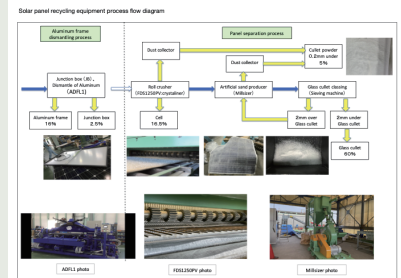 Solar panel recycling equipment process flow diagram
Aluminum frame
dismantling process
Panel separation process
Dust collector
Dust collector
Cullet powder
0.2mm under
5%
Junction box (JB) ,
Dismantle of Aluminum
(ADFL1)
Roll crusher
(FDS1250PV:crystalline)
Artificial sand producer
(Millsizer)
Glass cullet cleaning
(Sieving machine)
Aluminum frame
16%
Junction box
2.5%
Cell
16.5%
2mm over
Glass cullet
2mm under
Glass cullet
Glass cullet
60%
ADFL1 photo
FDS1250PV photo
Millsizer photo